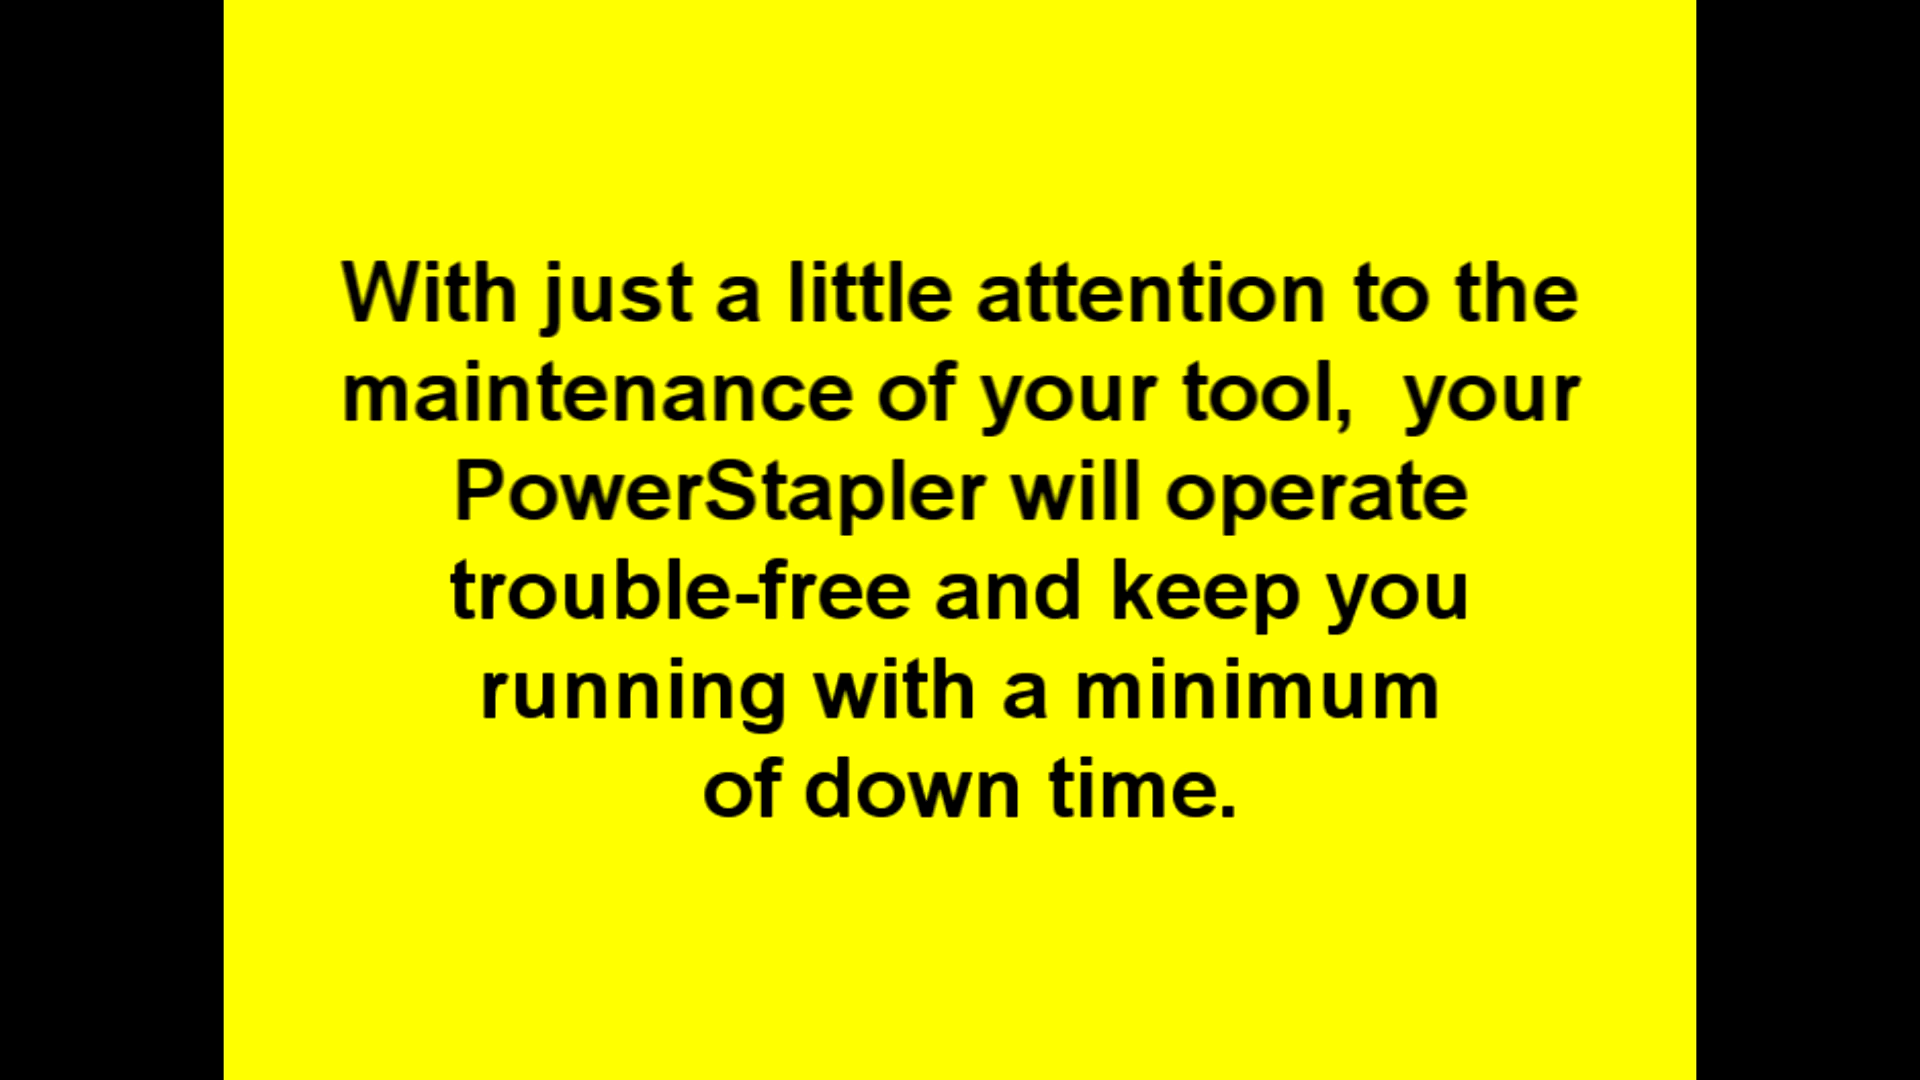 With just a little attention to the
maintenance of your tool,  your
PowerStapler will operate
trouble-free and keep you
running with a minimum
of down time.